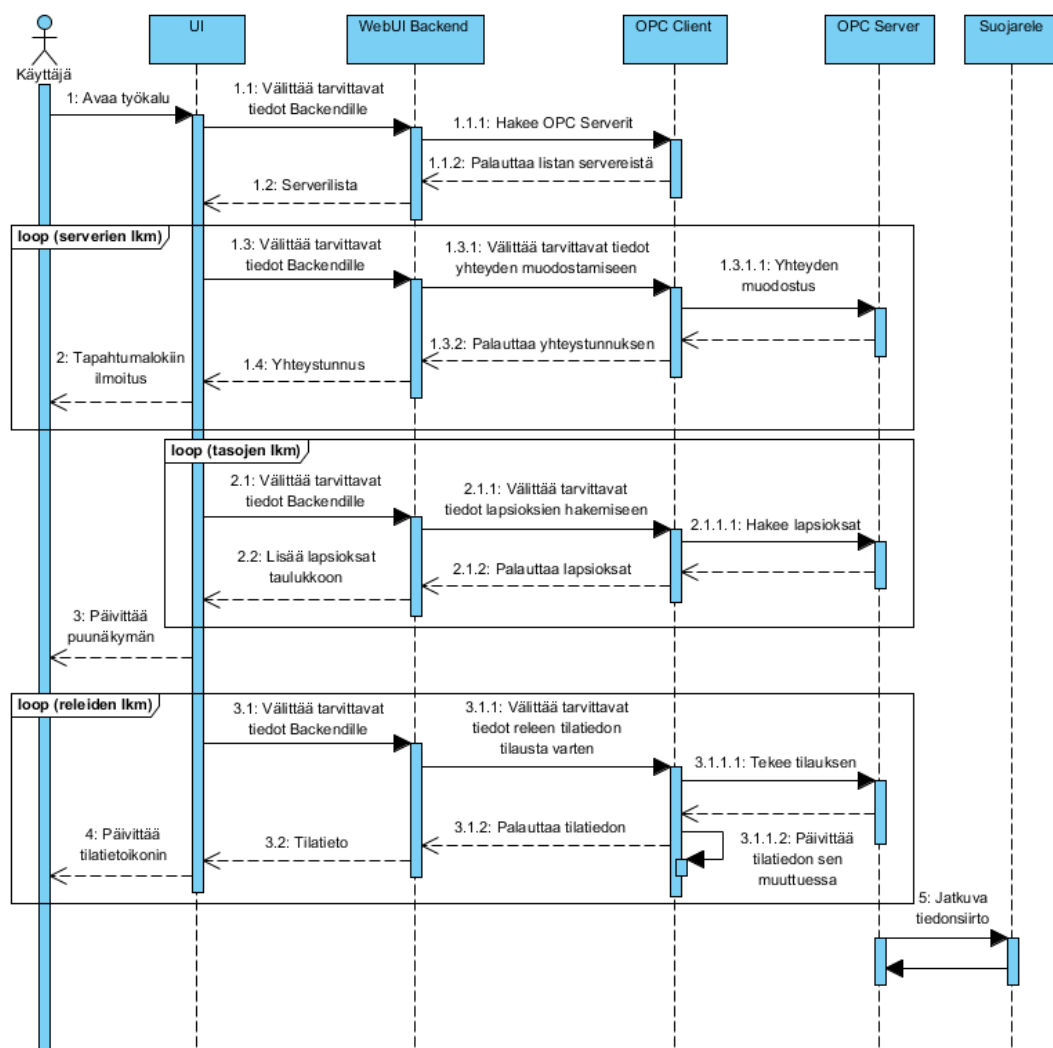 UI
WebUI Backend
OPC Client
OPC Server
Suojarele
Käyttäjä
1: Avaa työkalu
1.1: Välittää tarvittavat
tiedot Backendille
1.1.1: Hakee OPC Serverit
1.1.2: Palauttaa listan servereistä
1.2: Serverilista
loop (serverien lkm)
1.3: Välittää tarvittavat
tiedot Backendille
1.3.1: Välittää tarvittavat tiedot
yhteyden muodostamiseen
1.3.1.1: Yhteyden
muodostus
1.3.2: Palauttaa yhteystunnuksen
1.4: Yhteystunnus
2: Tapahtumalokiin
ilmoitus
loop (tasojen lkm)
2.1: Välittää tarvittavat
tiedot Backendille
2.1.1: Välittää tarvittavat
tiedot lapsioksien hakemiseen
2.1.1.1: Hakee lapsioksat
2.1.2: Palauttaa lapsioksat
2.2: Lisää lapsioksat
taulukkoon
3: Päivittää
puunäkymän
loop (releiden lkm)
3.1: Välittää tarvittavat
tiedot Backendille
3.1.1: Välittää tarvittavat
tiedot releen tilatiedon
tilausta varten
3.1.1.1: Tekee tilauksen
3.1.2: Palauttaa tilatiedon
3.1.1.2: Päivittää
tilatiedon sen
muuttuessa
3.2: Tilatieto
4: Päivittää
tilatietoikonin
5: Jatkuva
tiedonsiirto